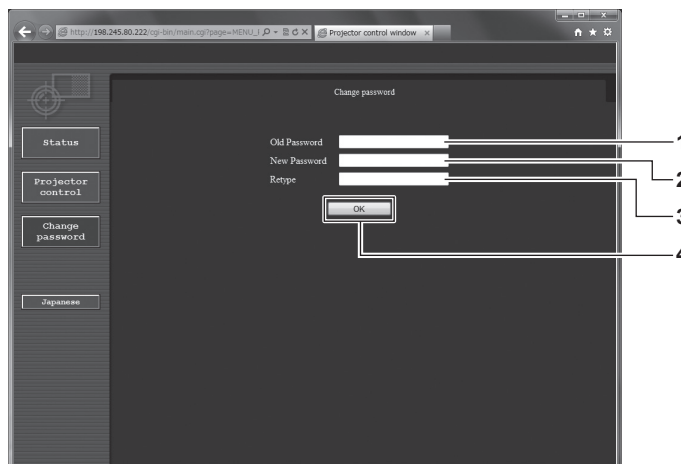 http://198.245.80.222/cgi-bin/main.cgi?page=MENU_I
Projector control window
Change password
Status
Projector
control
Change
password
Japanese
Old Password
New Password
Retype
OK
1
2
3
4